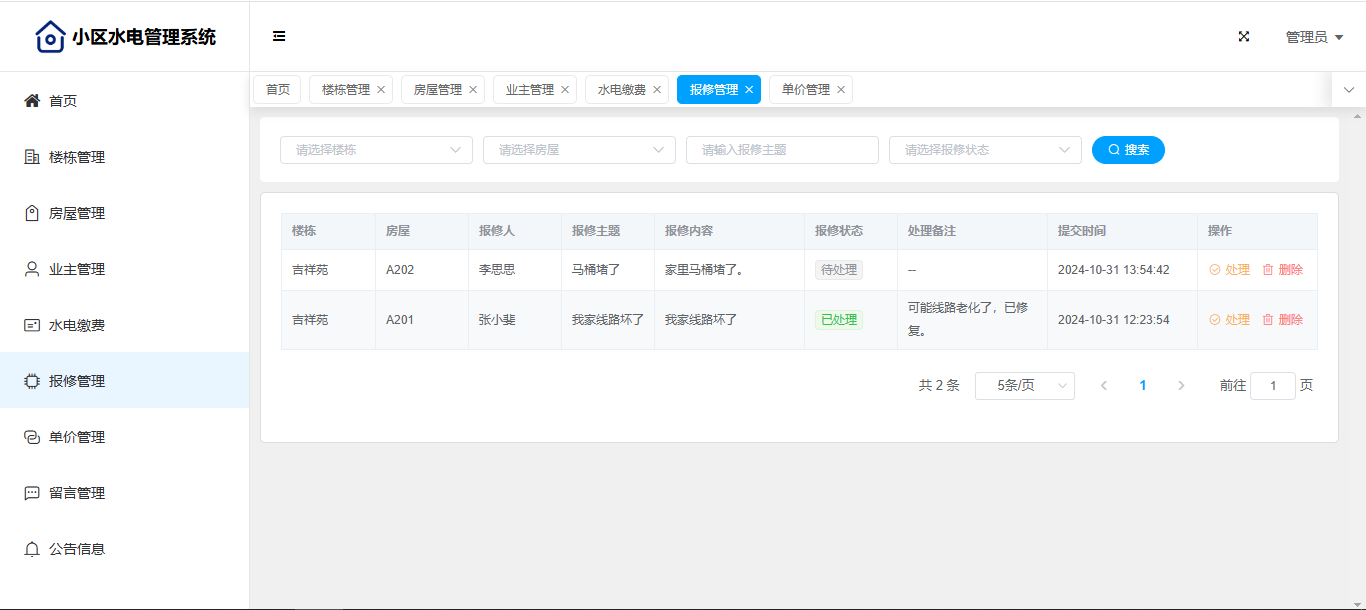 小区水电管理系统
管理员
首页 楼栋管理 房屋管理 业主管理 水电缴费 报修管理 单价管理
首页
楼栋管理
房屋管理
业主管理
水电缴费
报修管理
单价管理
留言管理
公告信息
请选择楼栋 请选择房屋 请输入报修主题 请选择报修状态 搜索
楼栋 房屋 报修人 报修主题 报修内容 报修状态 处理备注 提交时间 操作
吉祥苑 A202 李思思 马桶堵了 家里马桶堵了。 待处理 -- 2024-10-31 13:54:42 处理 删除
吉祥苑 A201 张小斐 我家线路坏了 我家线路坏了 已处理 可能线路老化了，已修
复。 2024-10-31 12:23:54 处理 删除
共 2 条 5条/页 1 前往 1 页